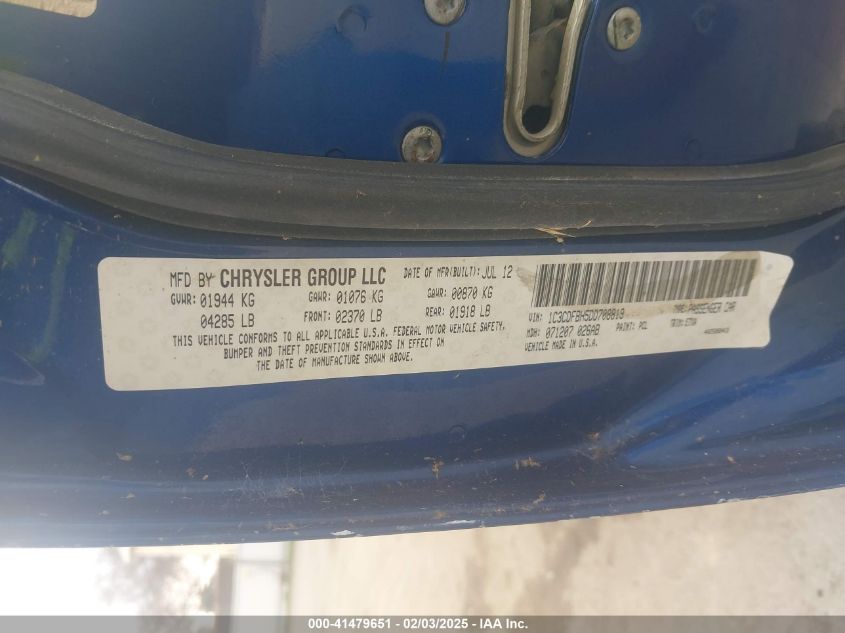 MFD BY CHRYSLER GROUP LLC DATE OF MFR(BUILT): JUL 12
GVWR: 01944 KG GAWR: 01076 KG GAWR: 00870 KG
04285 LB FRONT: 02370 LB REAR: 01918 LB
THIS VEHICLE CONFORMS TO ALL APPLICABLE U.S.A. FEDERAL MOTOR VEHICLE SAFETY,
BUMPER AND THEFT PREVENTION STANDARDS IN EFFECT ON
THE DATE OF MANUFACTURE SHOWN ABOVE.
VIN: 1C3CDFBH5DD708819 TYPE: PASSENGER CAR
MDH: 071207 026AB PAINT: PCL TRIM:
VEHICLE MADE IN U.S.A.
000-41479651 - 02/03/2025 - IAA Inc.